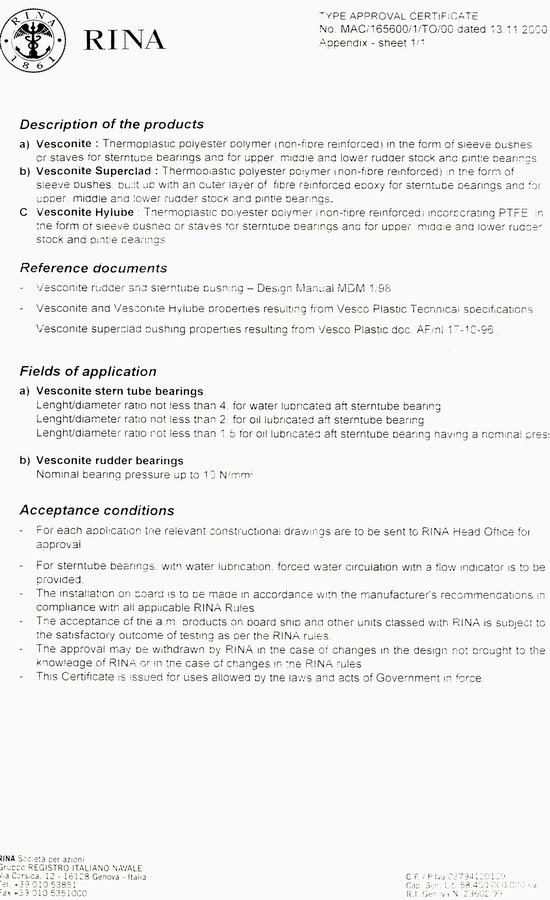 RINA
1861
RINA
TYPE APPROVAL CERTIFICATE
No. MAC/165600/1/TO/00 dated 13 11 2000
Appendix - sheet 1/1
Description of the products
a) Vesconite : Thermoplastic polyester polymer (non-fibre reinforced) in the form of sleeve bushes
or staves for sterntube bearings and for upper, middle and lower rudder stock and pintle bearings
b) Vesconite Superclad : Thermoplastic polyester polymer (non-fibre reinforced) in the form of
sleeve bushes, built up with an outer layer of fibre reinforced epoxy for sterntube bearings and for
upper, middle and lower rudder stock and pintle bearings.
C Vesconite Hylube : Thermoplastic polyester polymer (non-fibre reinforced) incorporating PTFE in
the form of sleeve bushed or staves for sterntube bearings and for upper middle and lower rudder
stock and pintle bearings
Reference documents
- Vesconite rudder and sterntube bushing – Design Manual MDM 1.98
- Vesconite and Vesconite Hylube properties resulting from Vesco Plastic Technical specifications
Vesconite superclad bushing properties resulting from Vesco Plastic doc.
Fields of application
a) Vesconite stern tube bearings
Lenght/diameter ratio not less than 4, for water lubricated aft sterntube bearing
Lenght/diameter ratio not less than 2 for oil lubricated aft sterntube bearing
Lenght/diameter ratio not less than 1.5 for oil lubricated aft sterntube bearing having a nominal press
b) Vesconite rudder bearings
Nominal bearing pressure up to 10 N/mm²
Acceptance conditions
- For each application the relevant constructional drawings are to be sent to RINA Head Office for
approval
- For sterntube bearings, with water lubrication, forced water circulation with a flow indicator is to be
provided.
- The installation on board is to be made in accordance with the manufacturer's recommendations in
compliance with all applicable RINA Rules
- The acceptance of the a.m. products on board ship and other units classed with RINA is subject to
the satisfactory outcome of testing as per the RINA rules.
- The approval may be withdrawn by RINA in the case of changes in the design not brought to the
knowledge of RINA or in the case of changes in the RINA rules
- This Certificate is issued for uses allowed by the laws and acts of Government in force.
RINA Società per azioni
Gruppo REGISTRO ITALIANO NAVALE
Via Corsica, 12 - 16128 Genova - Italia
Tel. +39 010 53851
Fax +39 010 5351000
C.F. / P.Iva
Cap. Soc. Lit.
R.I. Genova N.